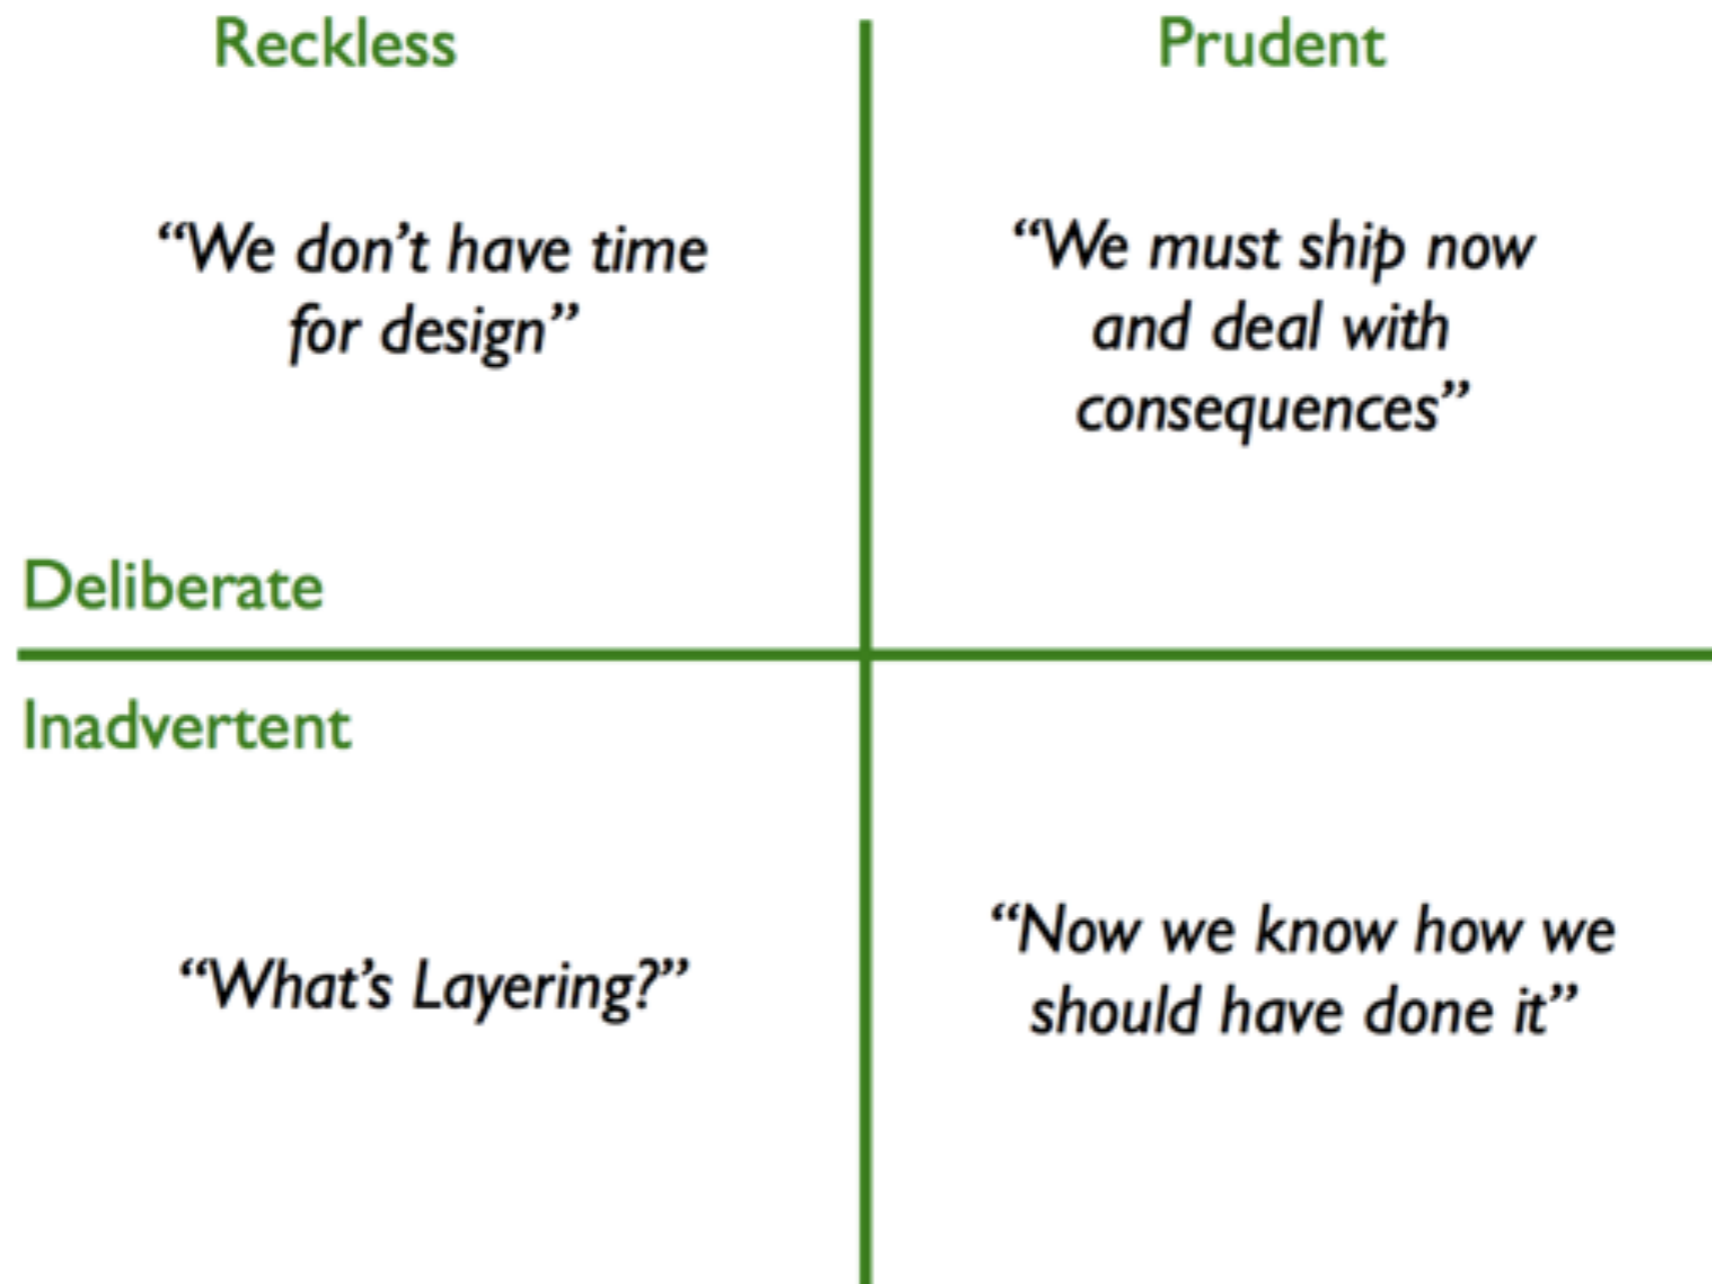 Reckless
Prudent
“We don’t have time
for design”
“We must ship now
and deal with
consequences”
Deliberate
Inadvertent
“What’s Layering?”
“Now we know how we
should have done it”